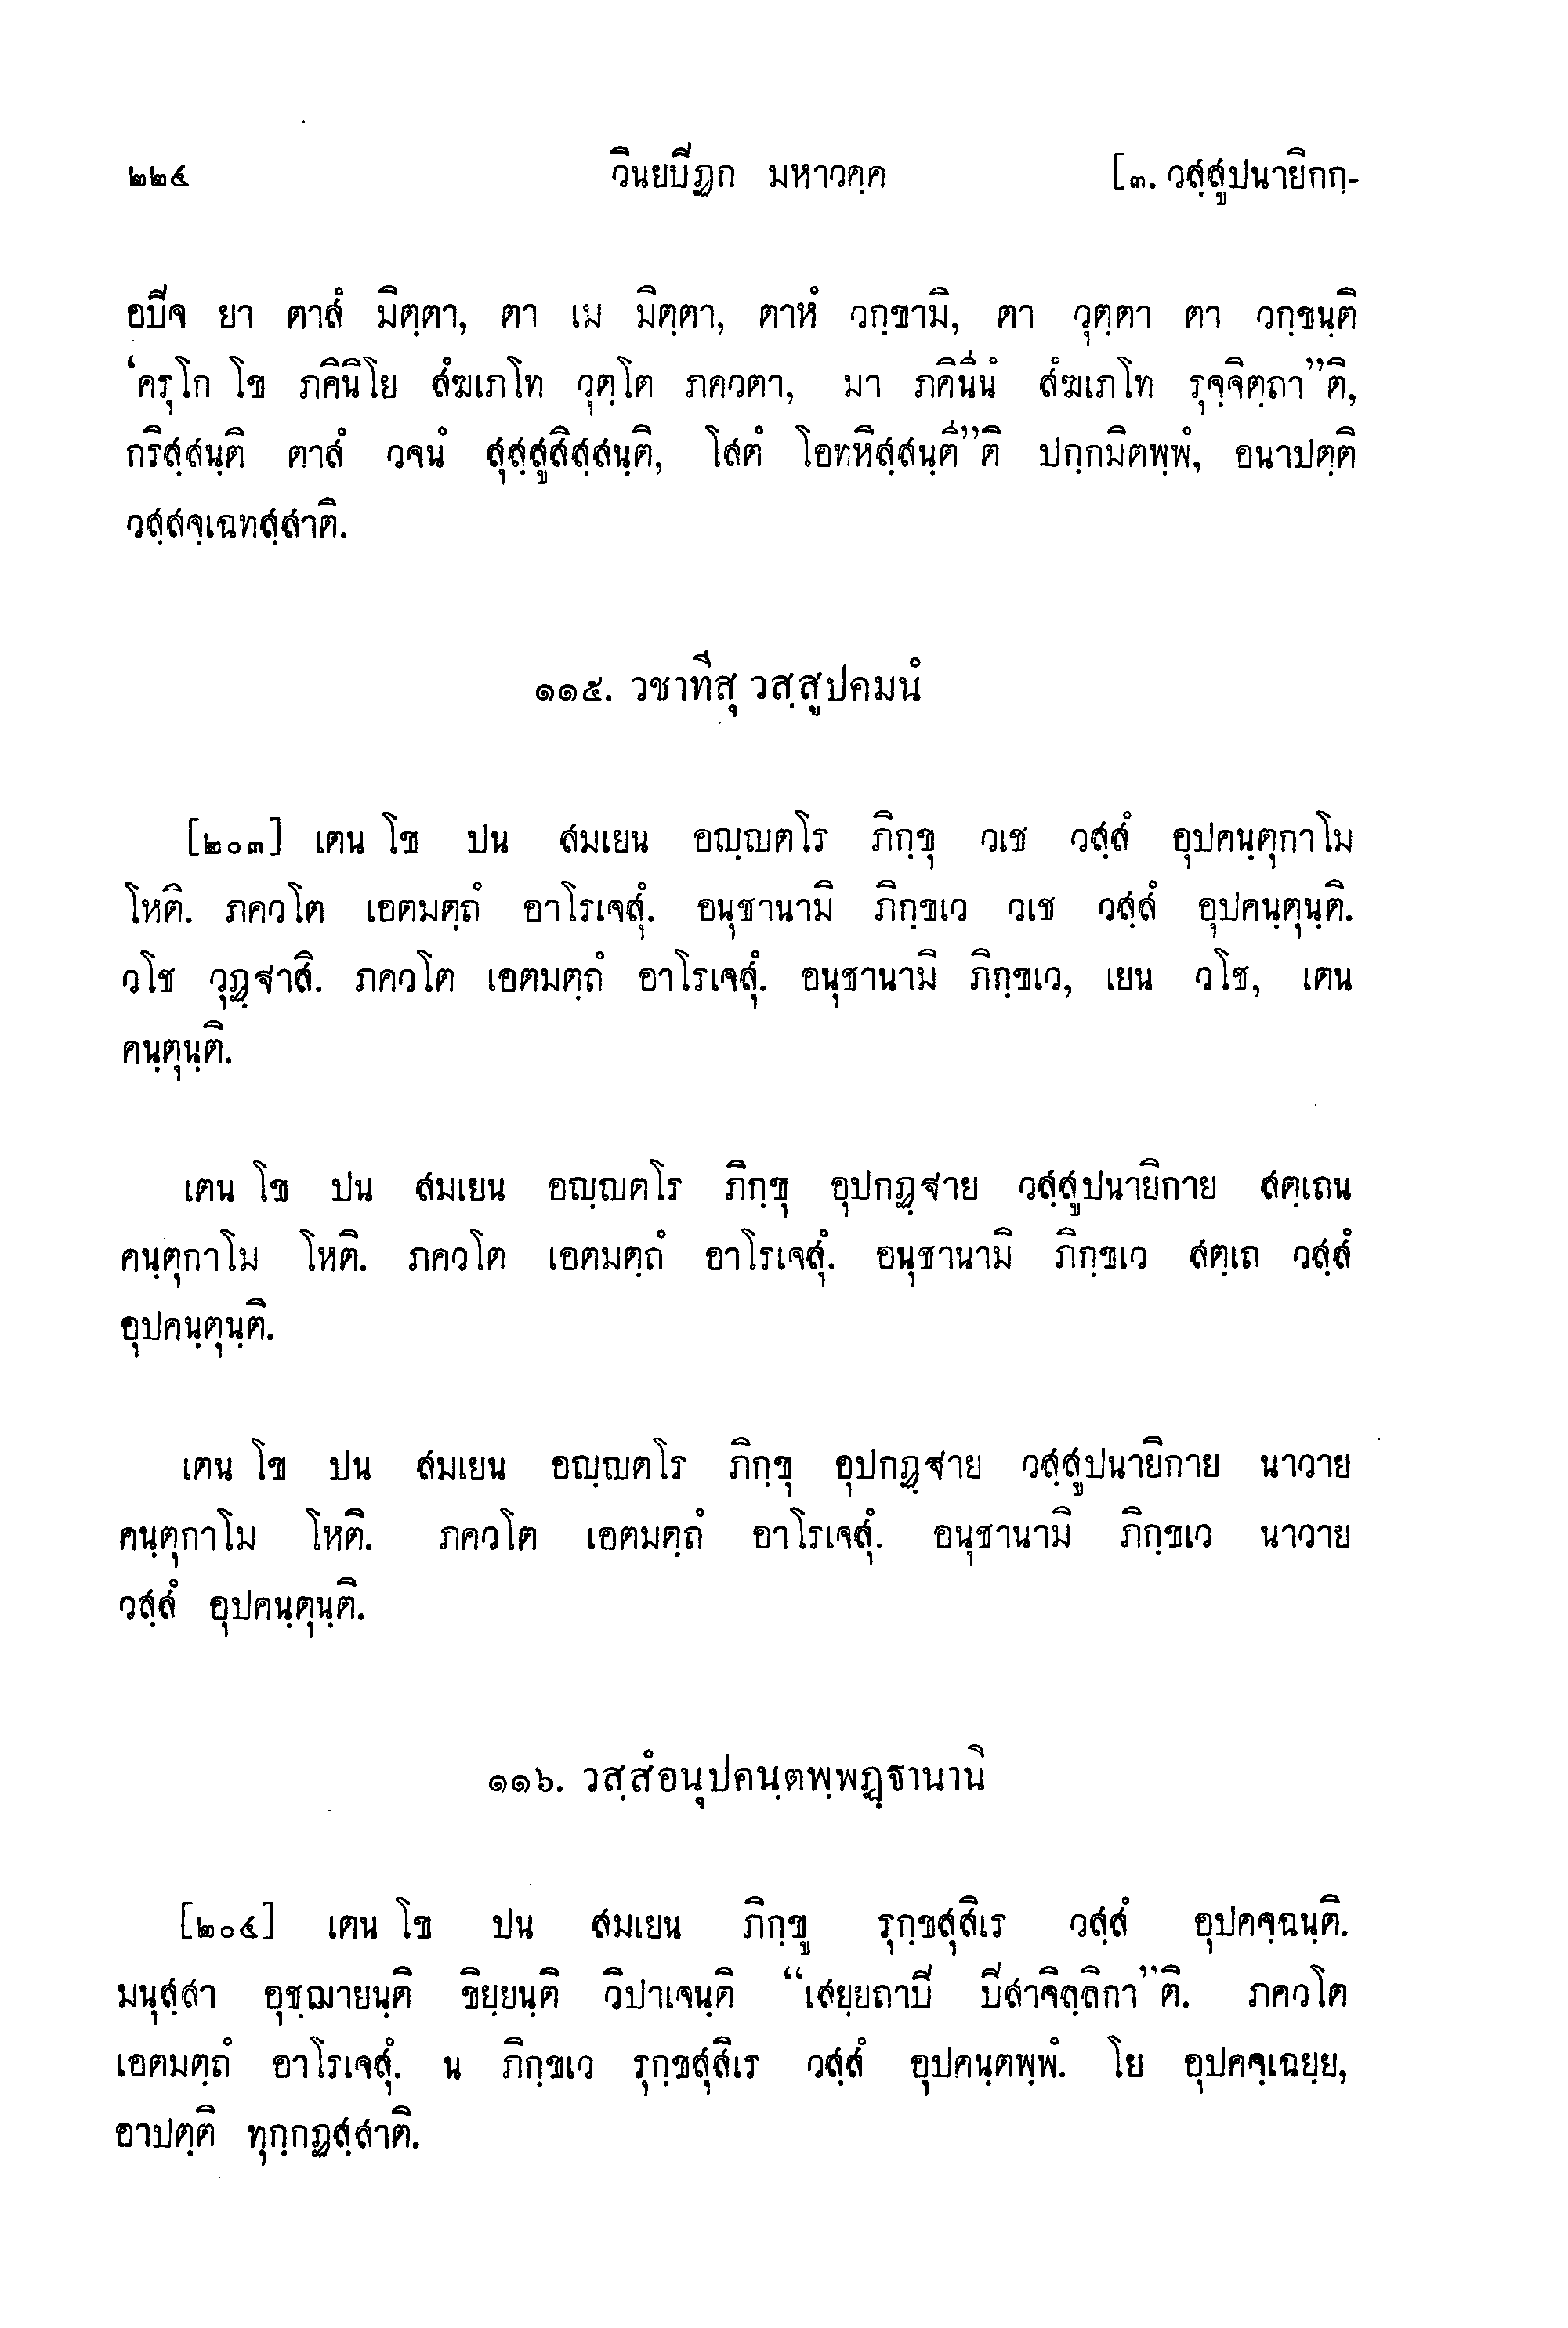 ๒๒๔ วินยปิฏก มหาวคฺค [๓. วสฺสูปนายิกกฺ-
อปิจ ยา ตาสํ มิตฺตา, ตา เม มิตฺตา, ตาหํ วกฺขามิ, ตา วุตฺตา ตา วกฺขนฺติ
‘ครุโก โข ภคินิโย สํฆเภโท วุตฺโต ภควตา, มา ภคินีนํ สํฆเภโท รุจฺจิตฺถา”ติ,
กริสฺสนฺติ ตาสํ วจนํ สุสฺสูสิสฺสนฺติ, โสตํ โอทหิสฺสนฺตี”ติ ปกฺกมิตพฺพํ, อนาปตฺติ
วสฺสจฺเฉทสฺสาติ.
๑๑๕. วชาทีสุ วสฺสูปคมนํ
[๒๐๓] เตน โข ปน สมเยน อญฺญตโร ภิกฺขุ วเช วสฺสํ อุปคนฺตุกาโม
โหติ. ภควโต เอตมตฺถํ อาโรเจสุํ. อนุชานามิ ภิกฺขเว วเช วสฺสํ อุปคนฺตุนฺติ.
วโช วุฏฺฐาสิ. ภควโต เอตมตฺถํ อาโรเจสุํ. อนุชานามิ ภิกฺขเว, เยน วโช, เตน
คนฺตุนฺติ.
เตน โข ปน สมเยน อญฺญตโร ภิกฺขุ อุปกฏฺฐาย วสฺสูปนายิกาย สตฺเถน
คนฺตุกาโม โหติ. ภควโต เอตมตฺถํ อาโรเจสุํ. อนุชานามิ ภิกฺขเว สตฺเถ วสฺสํ
อุปคนฺตุนฺติ.
เตน โข ปน สมเยน อญฺญตโร ภิกฺขุ อุปกฏฺฐาย วสฺสูปนายิกาย นาวาย
คนฺตุกาโม โหติ. ภควโต เอตมตฺถํ อาโรเจสุํ. อนุชานามิ ภิกฺขเว นาวาย
วสฺสํ อุปคนฺตุนฺติ.
๑๑๖. วสฺสํอนุปคนฺตพฺพฏฺฐานานิ
[๒๐๔] เตน โข ปน สมเยน ภิกฺขู รุกฺขสุสิเร วสฺสํ อุปคจฺฉนฺติ.
มนุสฺสา อุชฺฌายนฺติ ขิยฺยนฺติ วิปาเจนฺติ “เสยฺยถาปิ ปิสาจิลฺลิกา”ติ. ภควโต
เอตมตฺถํ อาโรเจสุํ. น ภิกฺขเว รุกฺขสุสิเร วสฺสํ อุปคนฺตพฺพํ. โย อุปคจฺเฉยฺย,
อาปตฺติ ทุกฺกฏสฺสาติ.